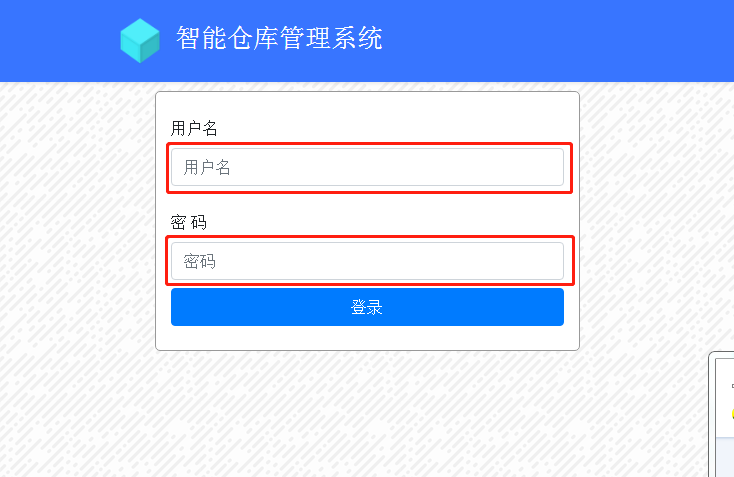 智能仓库管理系统
用户名
用户名
密 码
密码
登录